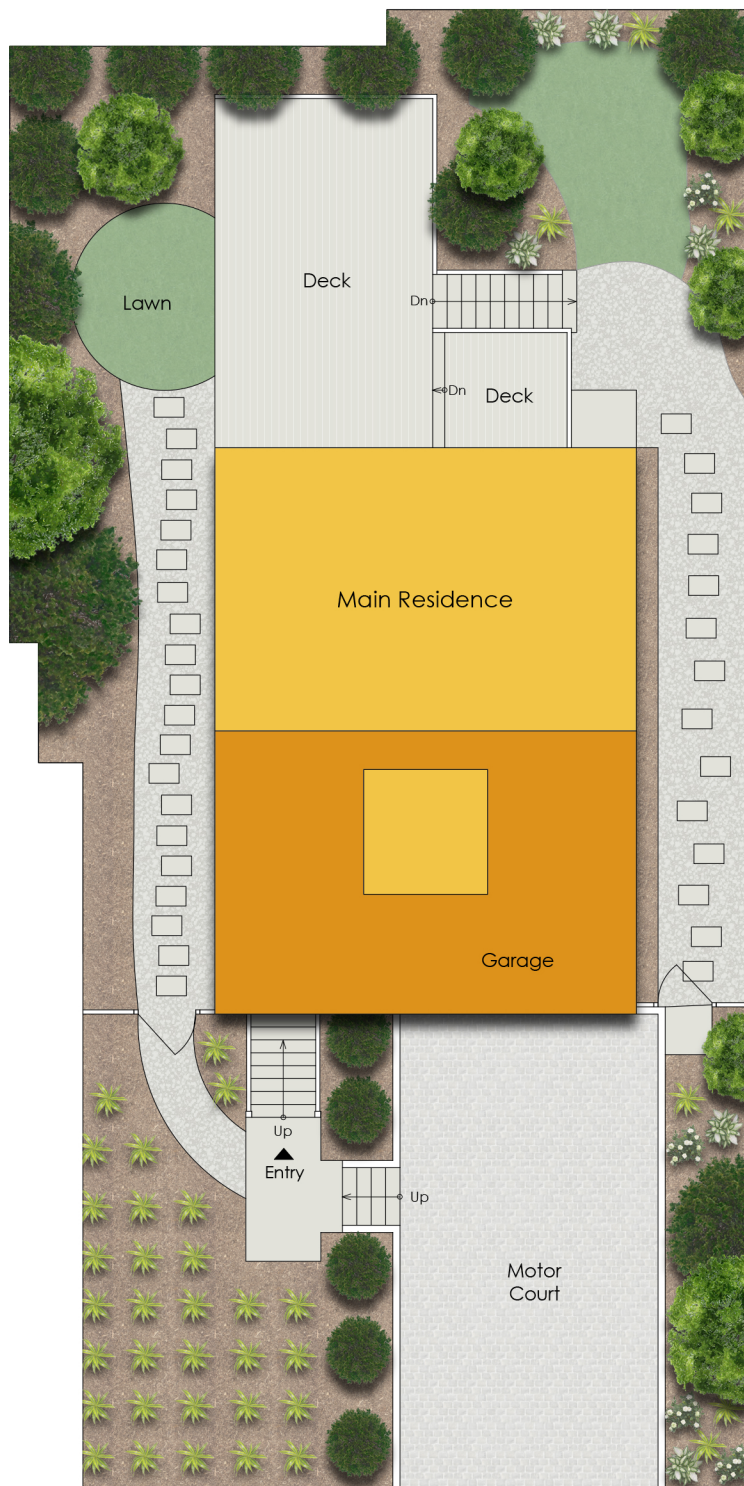 Deck
Lawn
Dn
Dn
Deck
Main Residence
Garage
Up
Entry
Up
Motor
Court